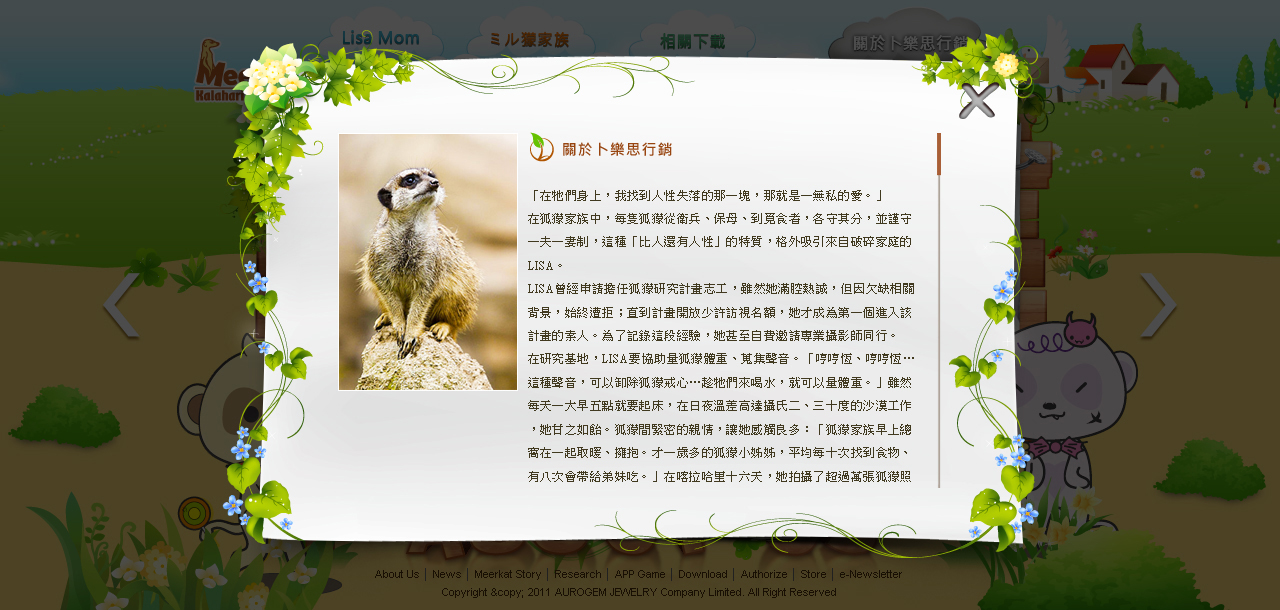 Lisa Mom
ミル獴家族
相關下載
關於卜樂思行銷
Mee
Kalahar
關於卜樂思行銷
「在牠們身上，我找到人性失落的那一塊，那就是—無私的愛。」
在狐獴家族中，每隻狐獴從衛兵、保母、到覓食者，各守其分，並謹守
一夫一妻制，這種「比人還有人性」的特質，格外吸引來自破碎家庭的
LISA。
LISA曾經申請擔任狐獴研究計畫志工，雖然她滿腔熱誠，但因欠缺相關
背景，始終遭拒；直到計畫開放少許訪視名額，她才成為第一個進入該
計畫的素人。為了記錄這段經驗，她甚至自費邀請專業攝影師同行。
在研究基地，LISA要協助量狐獴體重、蒐集聲音。「哼哼恆、哼哼恆…
這種聲音，可以卸除狐獴戒心…趁牠們來喝水，就可以量體重。」雖然
每天一大早五點就要起床，在日夜溫差高達攝氏二、三十度的沙漠工作
，她甘之如飴。狐獴間緊密的親情，讓她感觸良多：「狐獴家族早上總
窩在一起取暖、擁抱。才一歲多的狐獴小姊姊，平均每十次找到食物、
有八次會帶給弟妹吃。」在喀拉哈里十六天，她拍攝了超過萬張狐獴照
About Us | News | Meerkat Story | Research | APP Game | Download | Authorize | Store | e-Newsletter
Copyright &copy; 2011 AUROGEM JEWELRY Company Limited. All Right Reserved